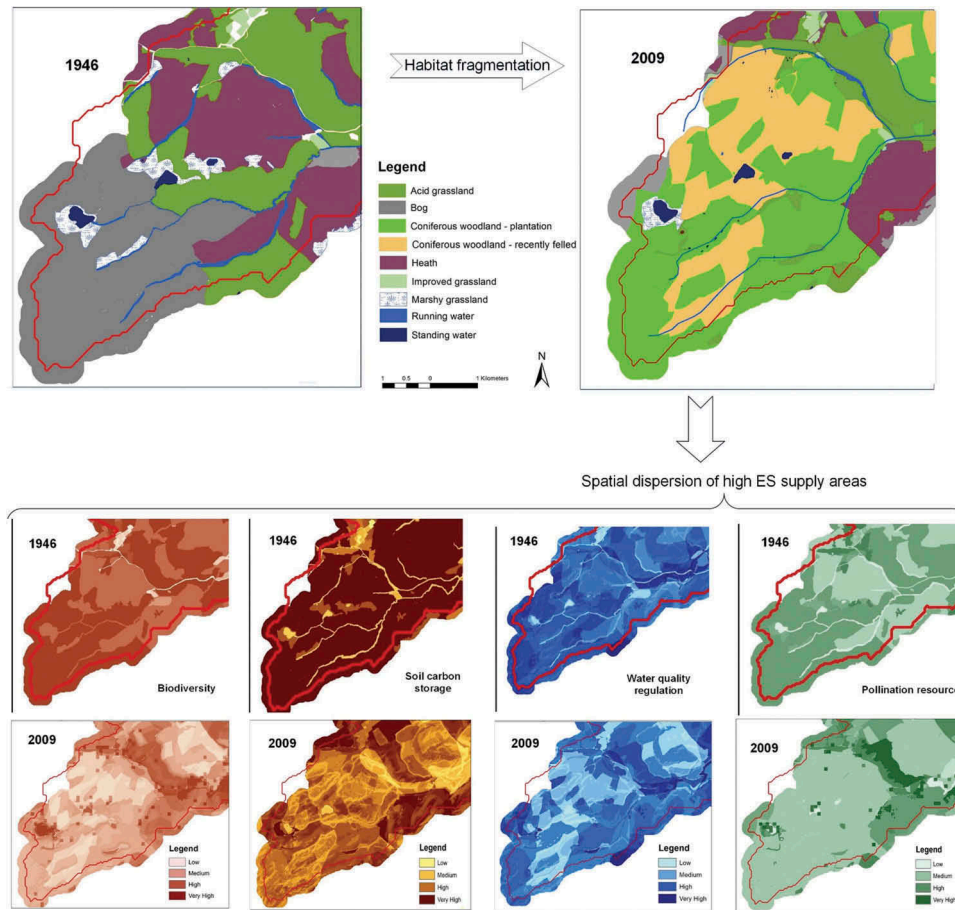 1946
Habitat fragmentation
2009
Legend
Acid grassland
Bog
Coniferous woodland - plantation
Coniferous woodland - recently felled
Heath
Improved grassland
Marshy grassland
Running water
Standing water
N
1 0.5 0 1 Kilometers
Spatial dispersion of high ES supply areas
1946
Biodiversity
1946
Soil carbon
storage
1946
Water quality
regulation
1946
Pollination resource
2009
Legend
Low
Medium
High
Very High
2009
Legend
Low
Medium
High
Very High
2009
Legend
Low
Medium
High
Very High
2009
Legend
Low
Medium
High
Very High